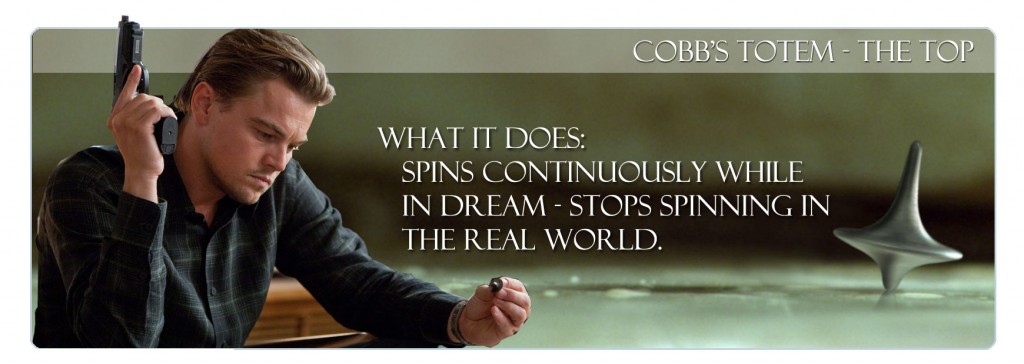 COBB'S TOTEM - THE TOP
WHAT IT DOES:
SPINS CONTINUOUSLY WHILE
IN DREAM - STOPS SPINNING IN
THE REAL WORLD.